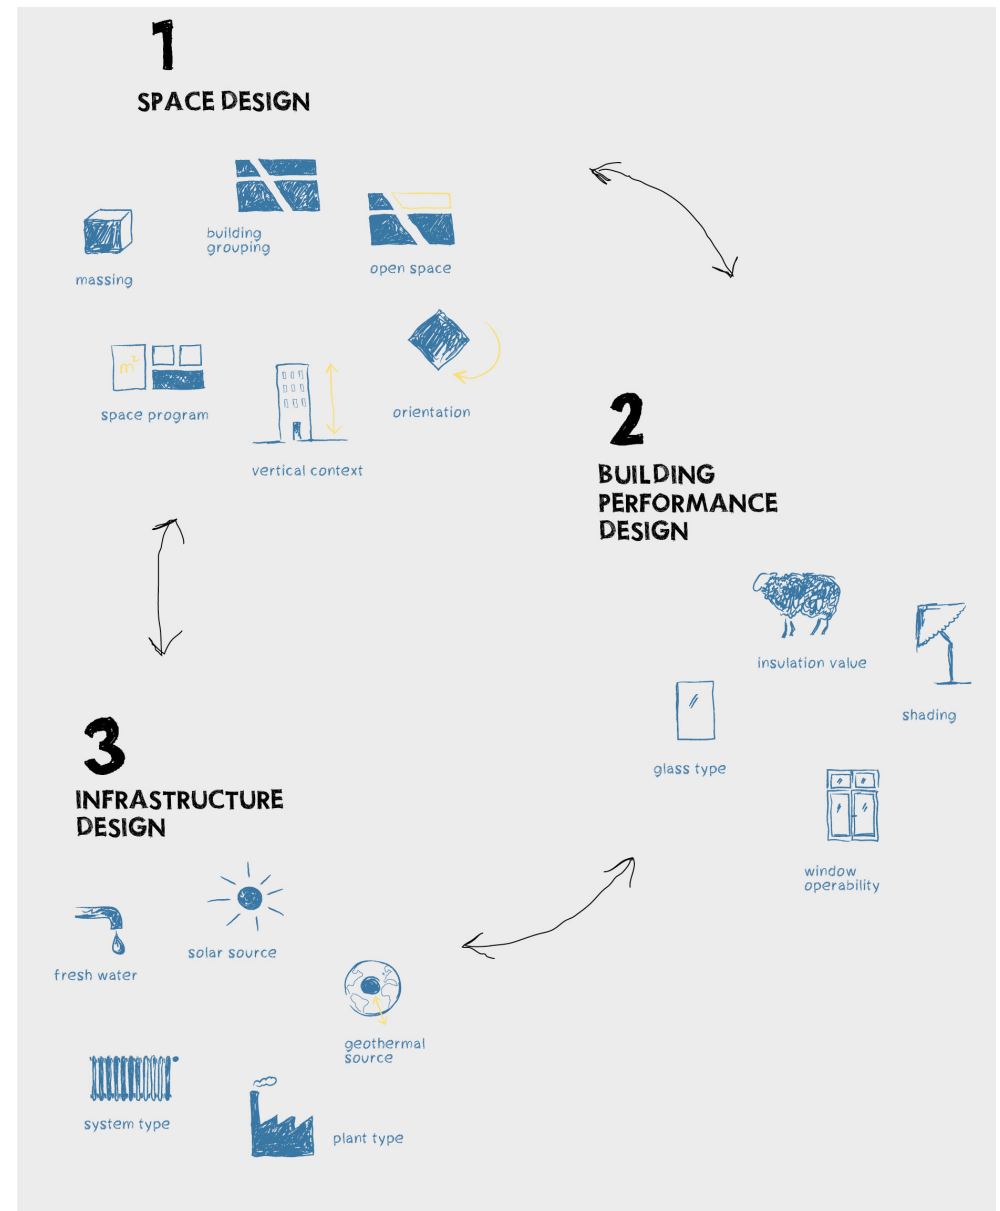 1
SPACE DESIGN
massing
building
grouping
open space
space program
m²
vertical context
orientation
2
BUILDING
PERFORMANCE
DESIGN
insulation value
shading
glass type
window
operability
3
INFRASTRUCTURE
DESIGN
fresh water
solar source
geothermal
source
system type
plant type